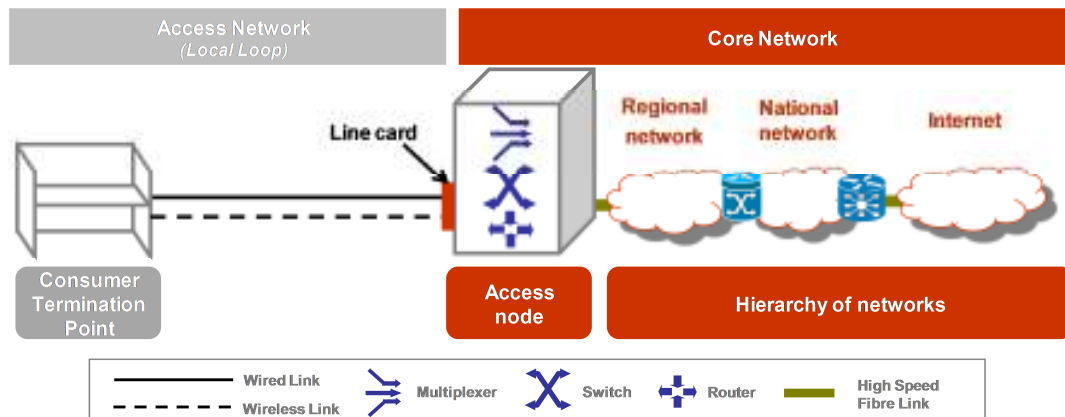 Access Network
(Local Loop)
Core Network
Line card
Regional
network
National
network
Internet
Consumer
Termination
Point
Access
node
Hierarchy of networks
Wired Link
Wireless Link
Multiplexer
Switch
Router
High Speed
Fibre Link